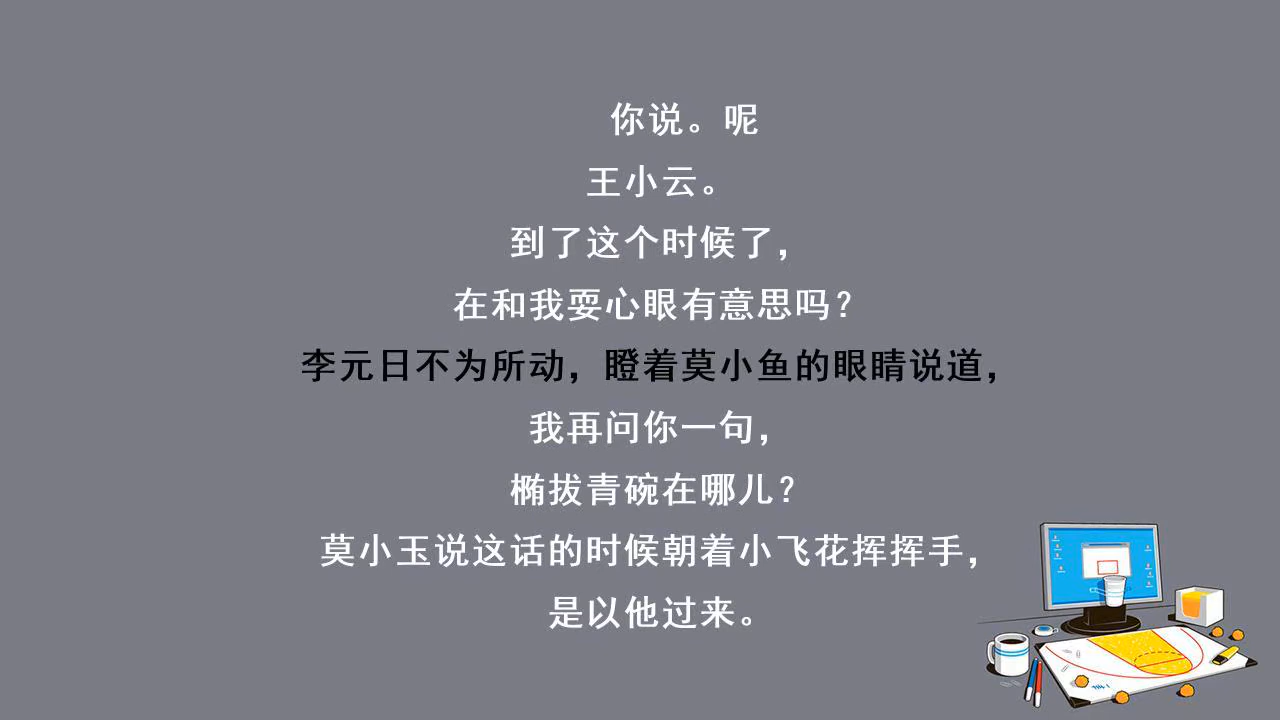 你说。呢
王小云。
到了这个时候了，
在和我耍心眼有意思吗？
李元日不为所动，瞪着莫小鱼的眼睛说道，
我再问你一句，
椭拔青碗在哪儿？
莫小玉说这话的时候朝着小飞花挥挥手，
是以他过来。